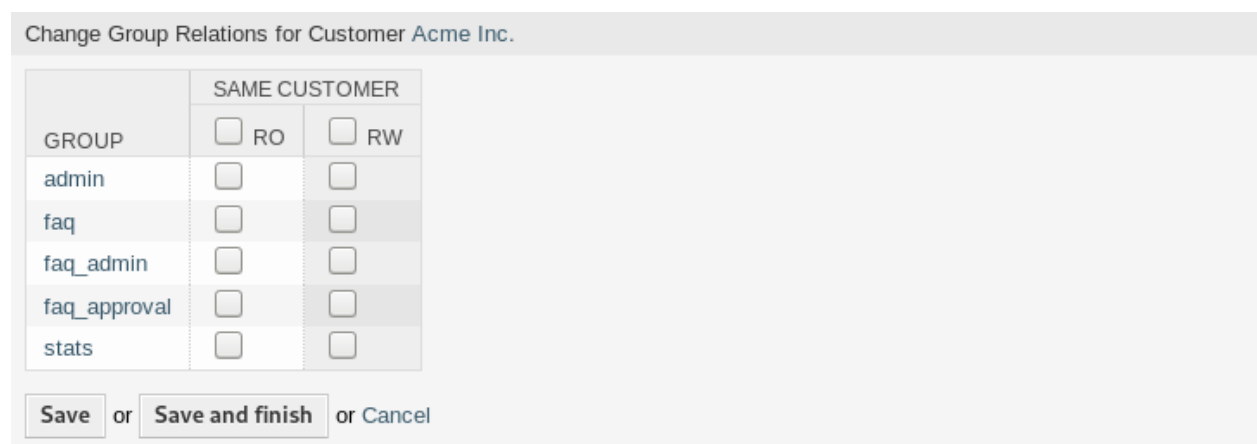 Change Group Relations for Customer Acme Inc.
SAME CUSTOMER
GROUP RO RW
admin
faq
faq_admin
faq_approval
stats
Save or Save and finish or Cancel